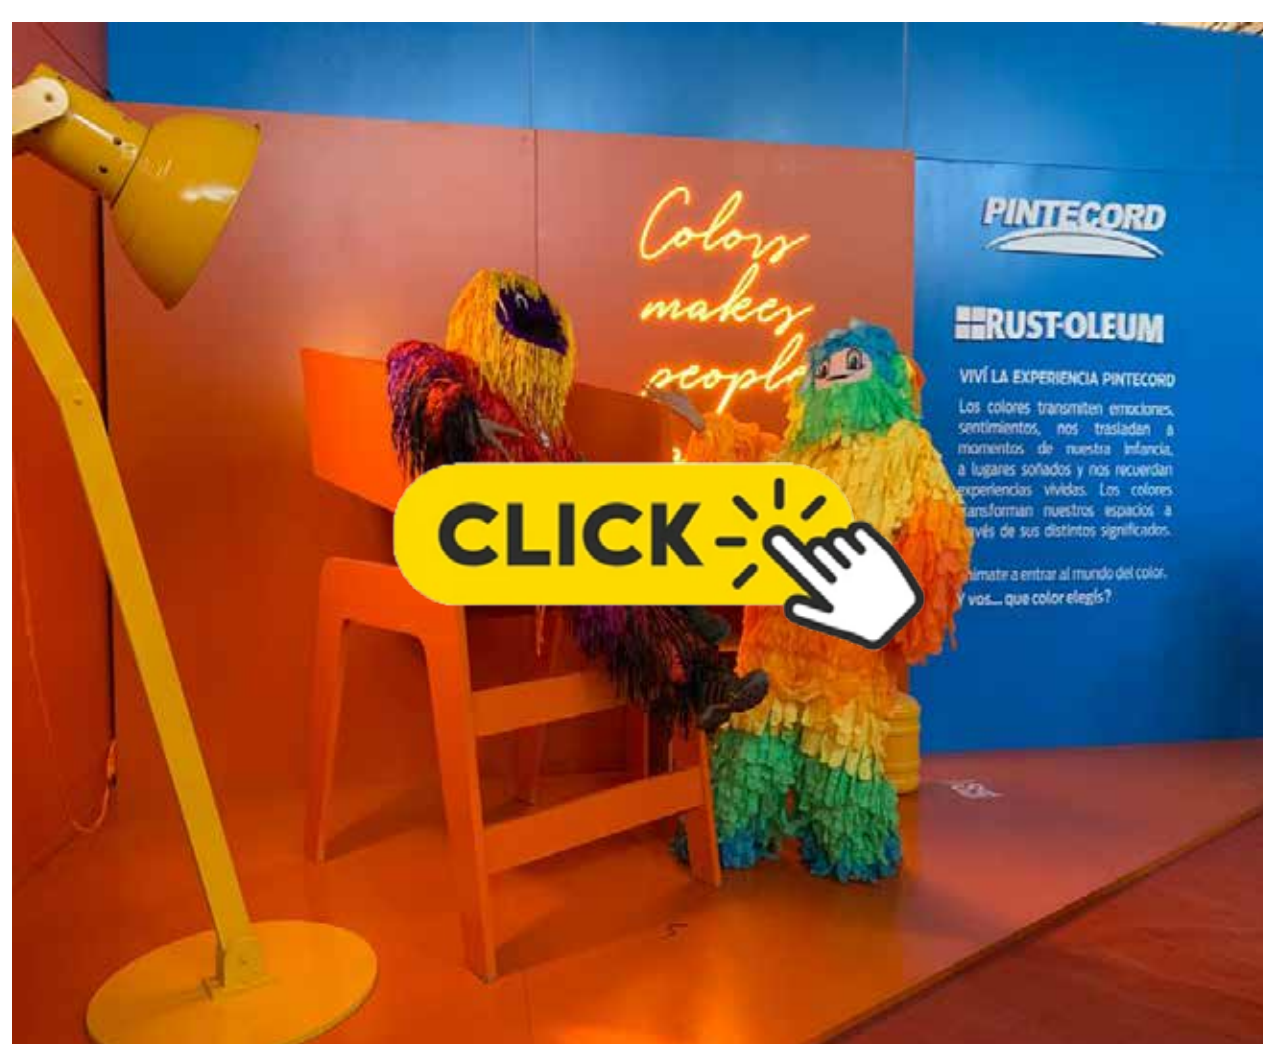 Colors
makes
people
PINTECORD
RUST-OLEUM
VIVÍ LA EXPERIENCIA PINTECORD
Los colores transmiten emociones,
sentimientos, nos trasladan a
momentos de nuestra infancia,
a lugares soñados y nos recuerdan
experiencias vividas. Los colores
transforman nuestros espacios a
través de sus distintos significados.
CLICK
entrar al mundo del color.
Y vos.... que color elegís?